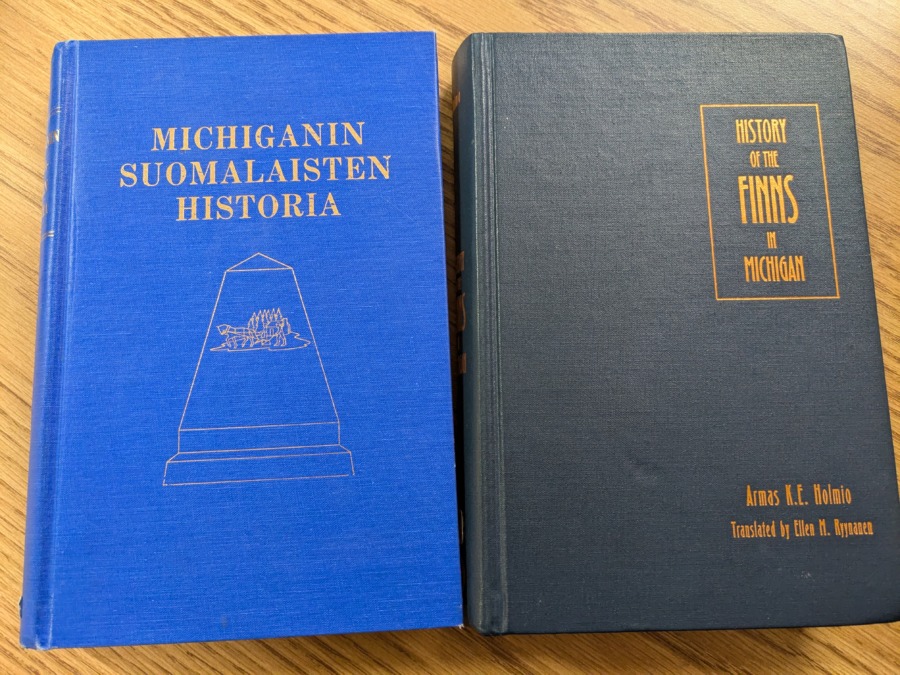 MICHIGANIN
SUOMALAISTEN
HISTORIA
HISTORY
OF THE
FINNS
IN
MICHIGAN
Armas K.E. Holmio
Translated by Ellen M. Ryynanen